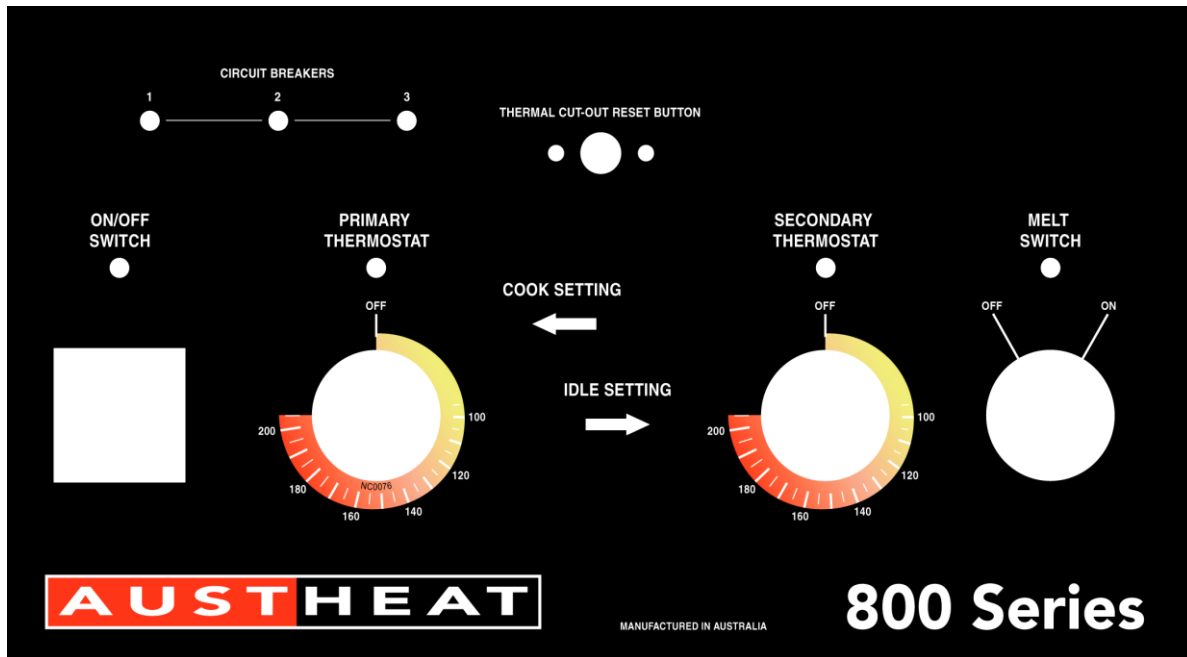 CIRCUIT BREAKERS
1 2 3
THERMAL CUT-OUT RESET BUTTON
ON/OFF
SWITCH
PRIMARY
THERMOSTAT
SECONDARY
THERMOSTAT
MELT
SWITCH
COOK SETTING
OFF
OFF
OFF ON
IDLE SETTING
100
120
140
160
180
200
NC0076
100
120
140
160
180
200
AUSTHEAT
MANUFACTURED IN AUSTRALIA
800 Series